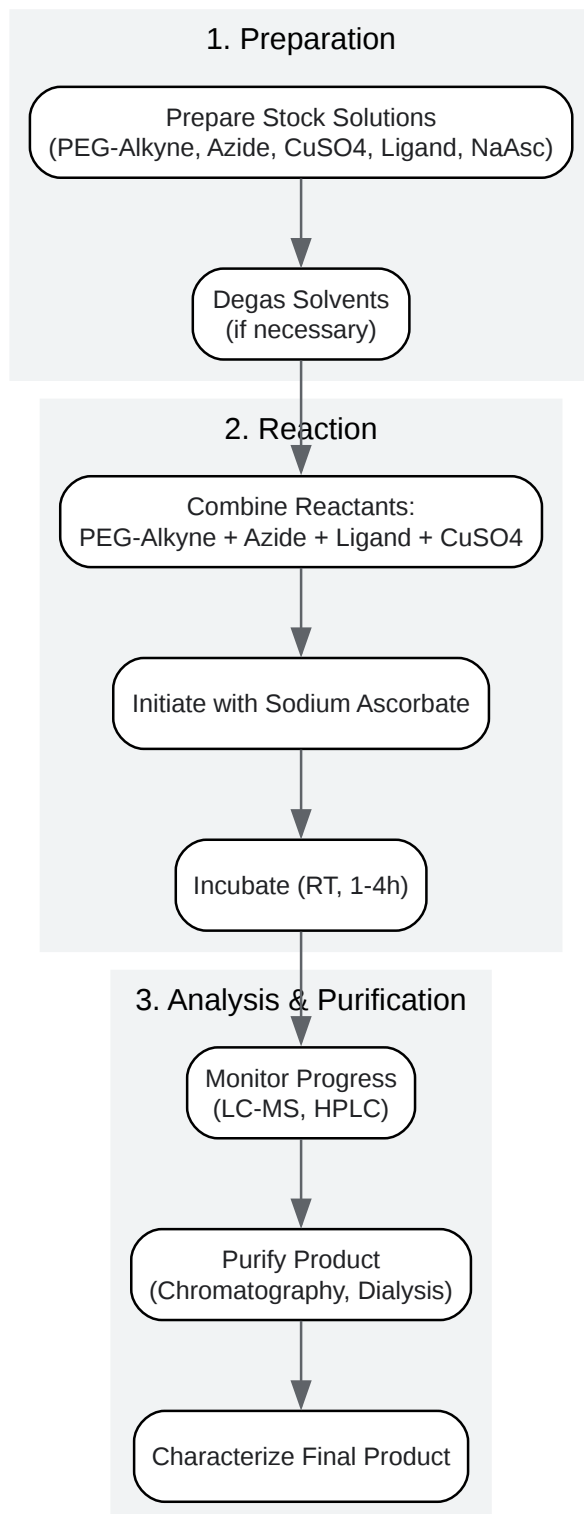 1. Preparation
Prepare Stock Solutions
(PEG-Alkyne, Azide, CuSO4, Ligand, NaAsc)
Degas Solvents
(if necessary)
2. Reaction
Combine Reactants:
PEG-Alkyne + Azide + Ligand + CuSO4
Initiate with Sodium Ascorbate
Incubate (RT, 1-4h)
3. Analysis & Purification
Monitor Progress
(LC-MS, HPLC)
Purify Product
(Chromatography, Dialysis)
Characterize Final Product